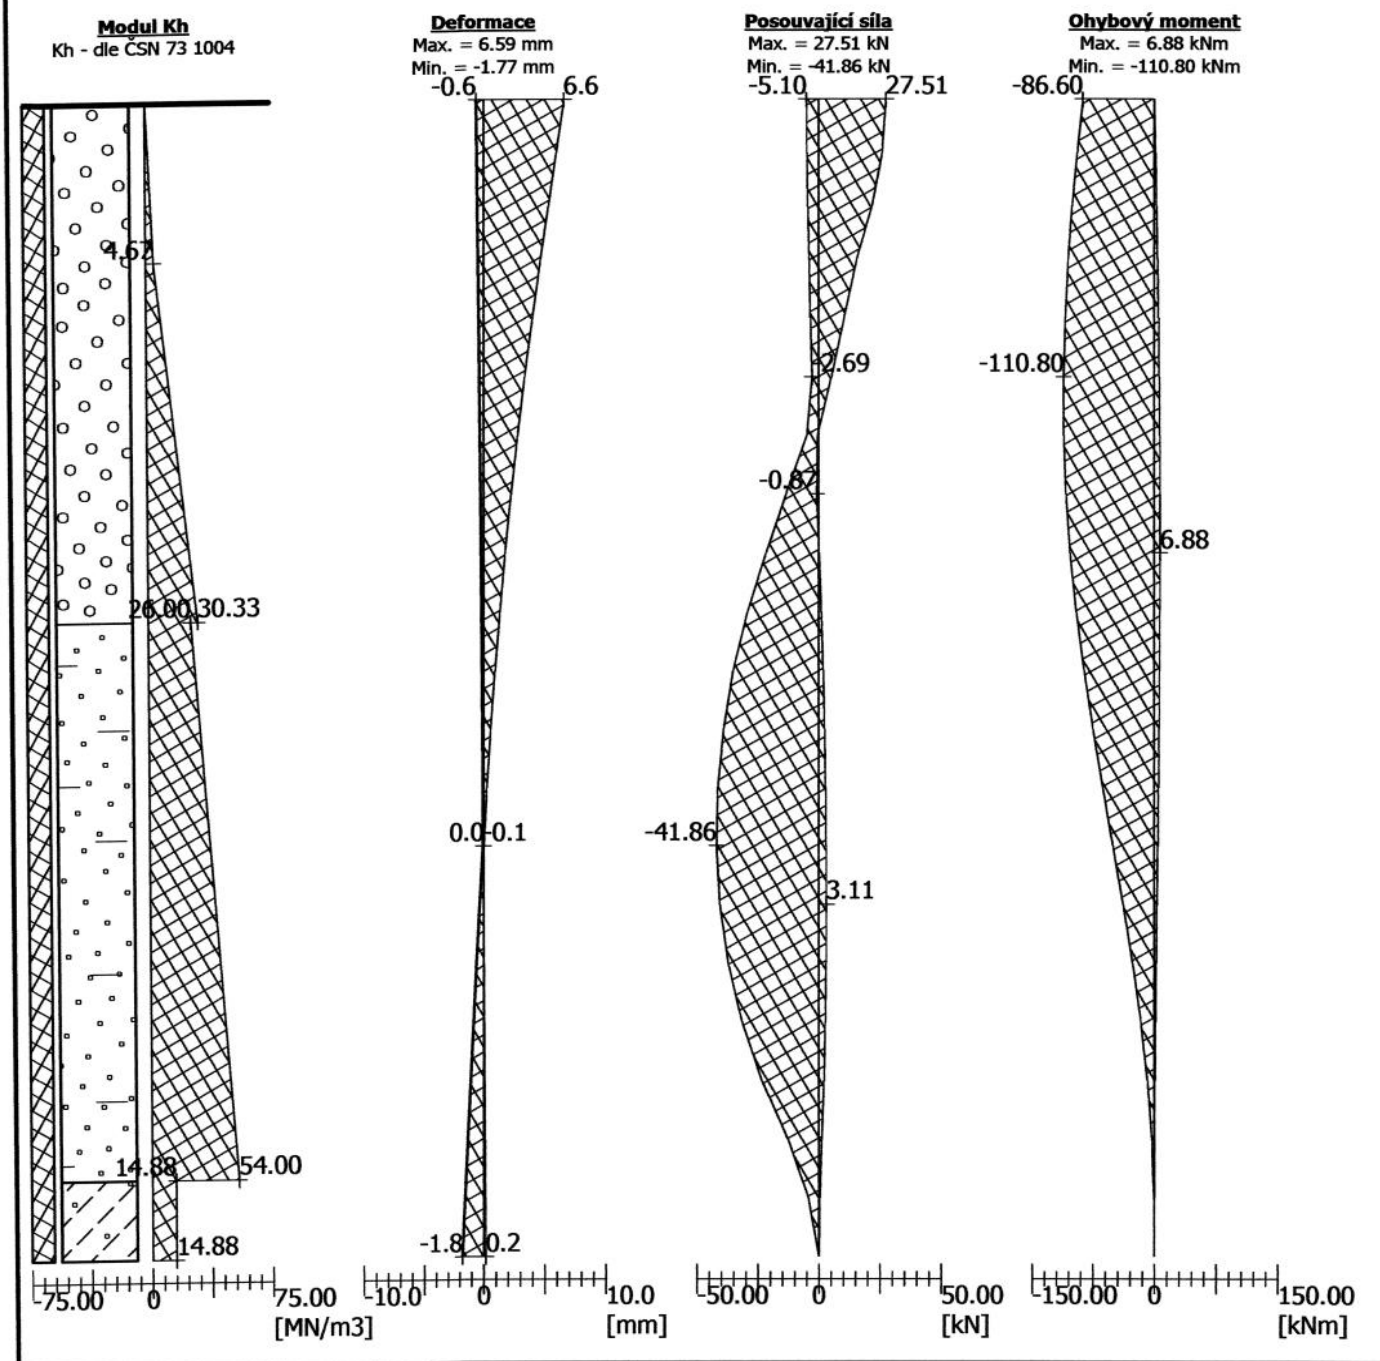 Modul Kh
Kh - dle ČSN 73 1004
Deformace
Max. = 6.59 mm
Min. = -1.77 mm
Posouvající síla
Max. = 27.51 kN
Min. = -41.86 kN
Ohybový moment
Max. = 6.88 kNm
Min. = -110.80 kNm
-0.6 6.6
-5.10 27.51
-86.60
4.67
-2.69
-110.80
-0.87
6.88
26.00 30.33
0.0 -0.1
-41.86
3.11
14.88 54.00
14.88
-1.8 0.2
-75.00 0 75.00
[MN/m3]
-10.0 0 10.0
[mm]
-50.00 0 50.00
[kN]
-150.00 0 150.00
[kNm]